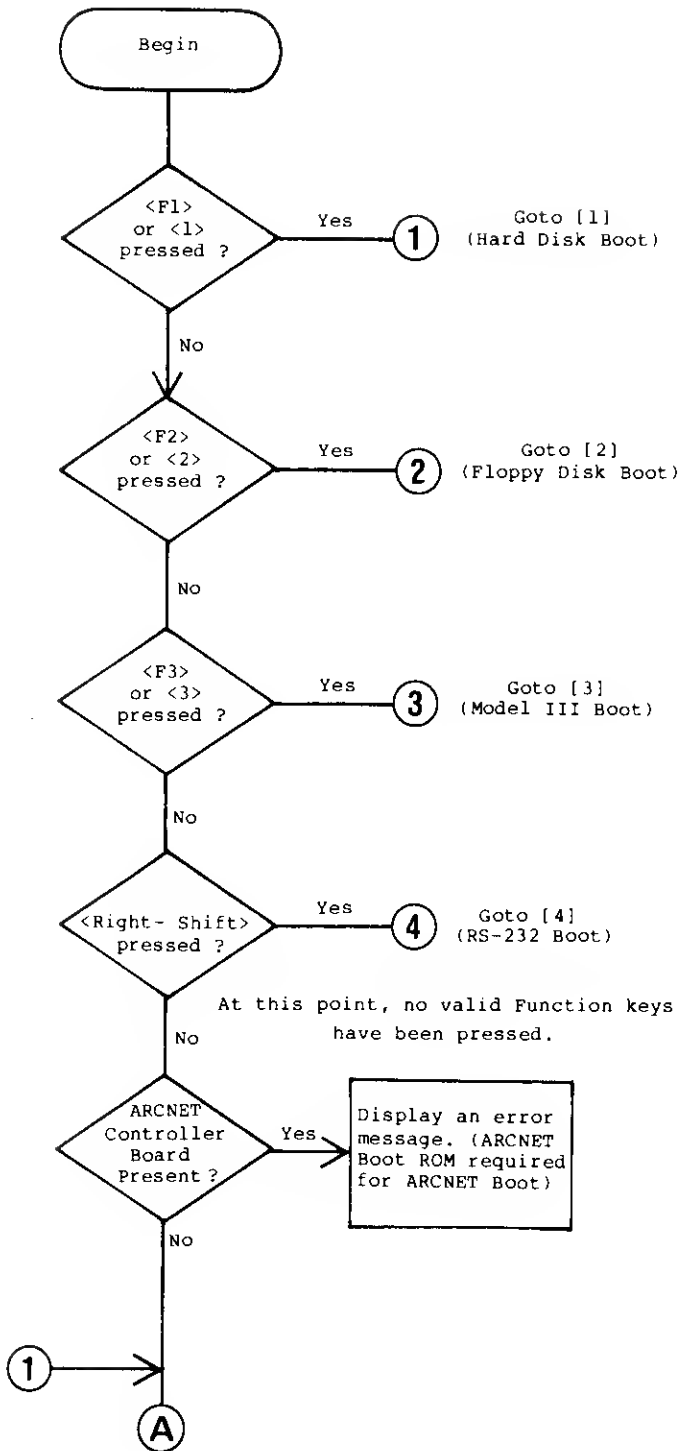 Begin
<F1>
or <1>
pressed ?
Yes
1
Goto [1]
(Hard Disk Boot)
No
<F2>
or <2>
pressed ?
Yes
2
Goto [2]
(Floppy Disk Boot)
No
<F3>
or <3>
pressed ?
Yes
3
Goto [3]
(Model III Boot)
No
<Right- Shift>
pressed ?
Yes
4
Goto [4]
(RS-232 Boot)
At this point, no valid Function keys
have been pressed.
No
ARCNET
Controller
Board
Present ?
Yes
Display an error
message. (ARCNET
Boot ROM required
for ARCNET Boot)
No
1
A